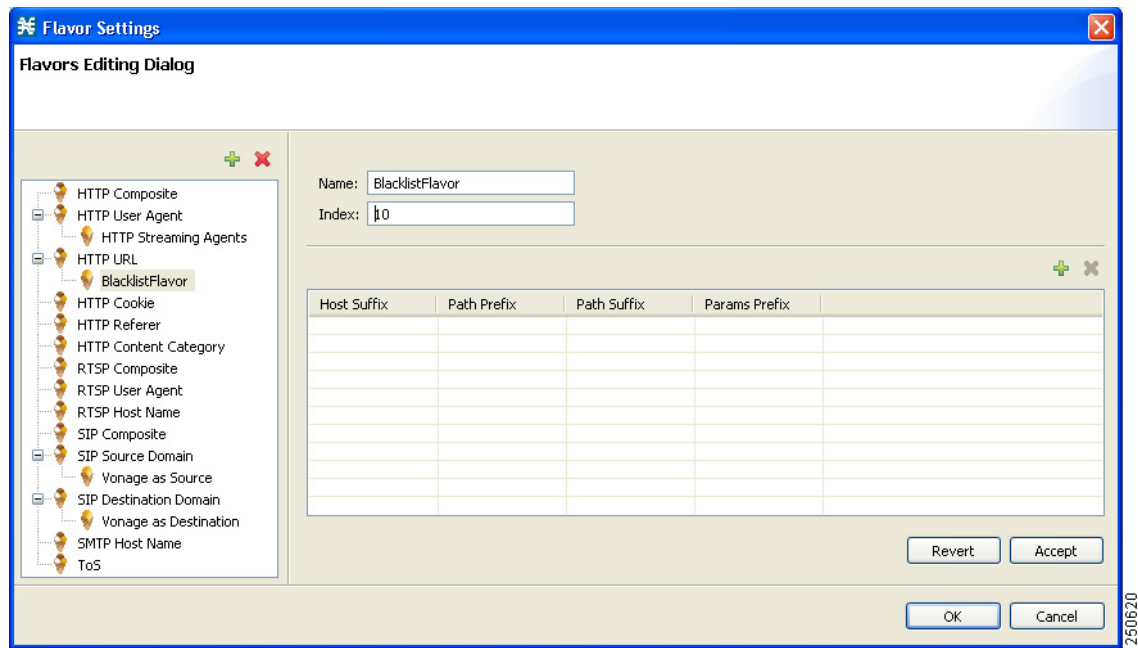 Flavor Settings
Flavors Editing Dialog
HTTP Composite
HTTP User Agent
HTTP Streaming Agents
HTTP URL
BlacklistFlavor
HTTP Cookie
HTTP Referer
HTTP Content Category
RTSP Composite
RTSP User Agent
RTSP Host Name
SIP Composite
SIP Source Domain
Vonage as Source
SIP Destination Domain
Vonage as Destination
SMTP Host Name
ToS
Name: BlacklistFlavor
Index: 10
Host Suffix Path Prefix Path Suffix Params Prefix
Revert Accept
OK Cancel
250620